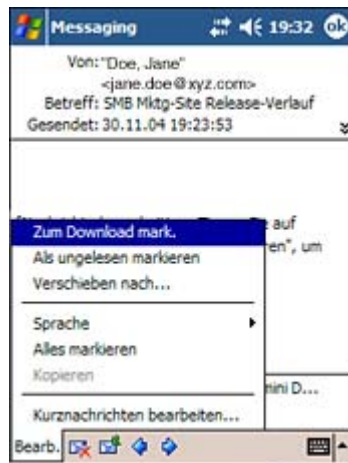 Messaging 19:32 ok
Von: "Doe, Jane"
<jane.doe@xyz.com>
Betreff: SMB Mktg-Site Release-Verlauf
Gesendet: 30.11.04 19:23:53
auf
en", um
Zum Download mark.
Als ungelesen markieren
Verschieben nach...
Sprache
Alles markieren
Kopieren
mini D...
Kurznachrichten bearbeiten...
Bearb.